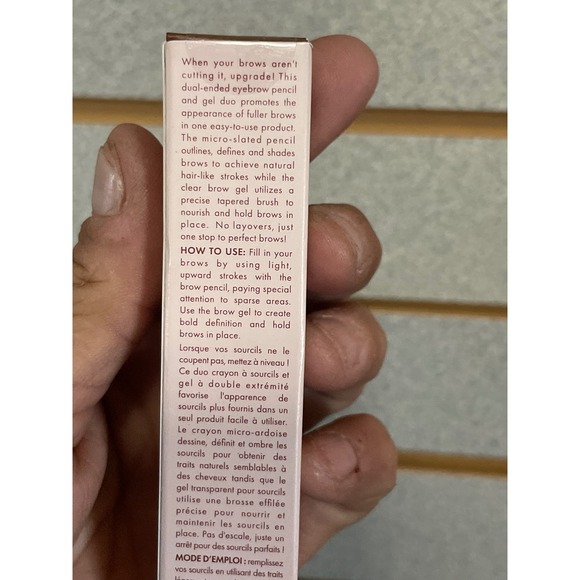 When your brows aren't
cutting it, upgrade! This
dual-ended eyebrow pencil
and gel duo promotes the
appearance of fuller brows
in one easy-to-use product.
The micro-slated pencil
outlines, defines and shades
brows to achieve natural
hair-like strokes while the
clear brow gel utilizes a
precise tapered brush to
nourish and hold brows in
place. No layovers, just
one stop to perfect brows!
HOW TO USE: Fill in your
brows by using light,
upward strokes with the
brow pencil, paying special
attention to sparse areas.
Use the brow gel to create
bold definition and hold
brows in place.
Lorsque vos sourcils ne le
coupent pas, mettez à niveau !
Ce duo crayon à sourcils et
gel à double extrémité
favorise l'apparence de
sourcils plus fournis dans un
seul produit facile à utiliser.
Le crayon micro-ardoise
dessine, définit et ombre les
sourcils pour 'obtenir des
traits naturels semblables à
des cheveux tandis que le
gel transparent pour sourcils
utilise une brosse effilée
précise pour nourrir et
maintenir les sourcils en
place. Pas d'escale, juste un
arrêt pour des sourcils parfaits !
MODE D'EMPLOI : remplissez
vos sourcils en utilisant des traits